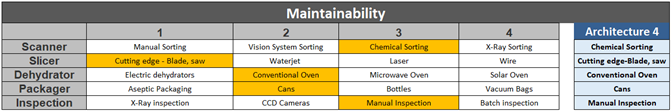 Maintainability
1 2 3 4 Architecture 4
Scanner Manual Sorting Vision System Sorting Chemical Sorting X-Ray Sorting Chemical Sorting
Slicer Cutting edge - Blade, saw Waterjet Laser Wire Cutting edge-Blade, saw
Dehydrator Electric dehydrators Conventional Oven Microwave Oven Solar Oven Conventional Oven
Packager Aseptic Packaging Cans Bottles Vacuum Bags Cans
Inspection X-Ray inspection CCD Cameras Manual Inspection Batch inspection Manual Inspection